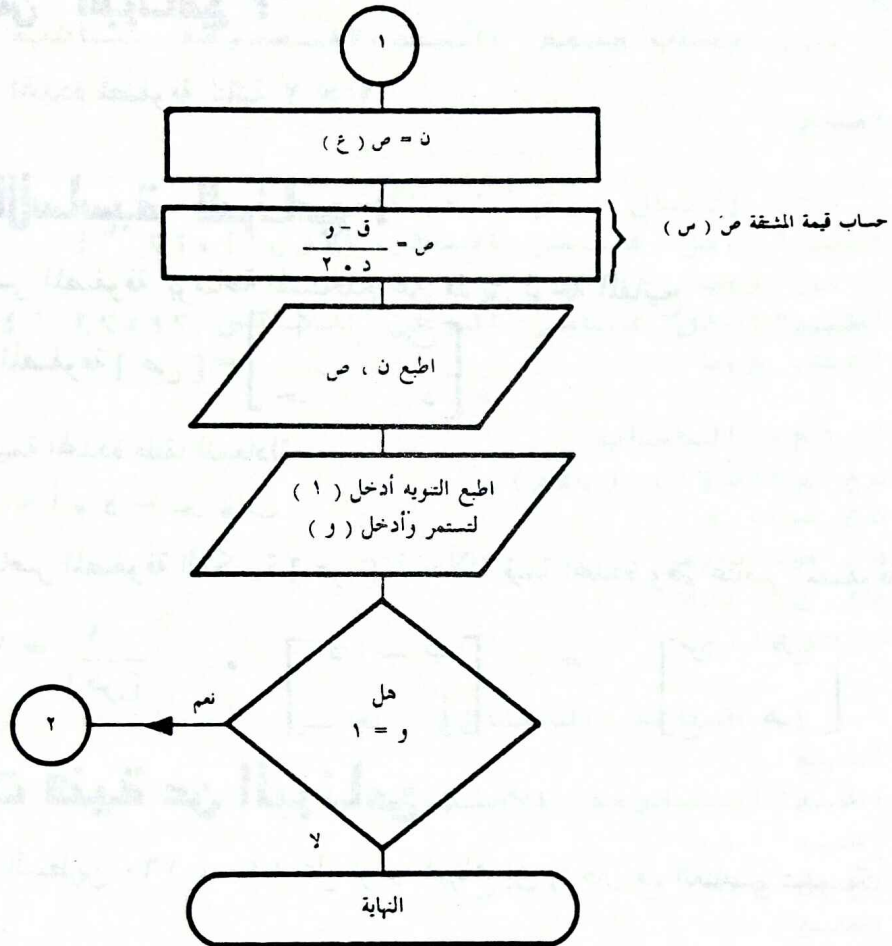 ١
ن = ص ( ع )
ص = ق - و / ٢ . د
حساب قيمة المشتقة صَ ( س )
اطبع ن ، ص
اطبع التنويه أدخل ( ١ )
لتستمر وأدخل ( و )
هل
و = ١
نعم
٢
لا
النهاية